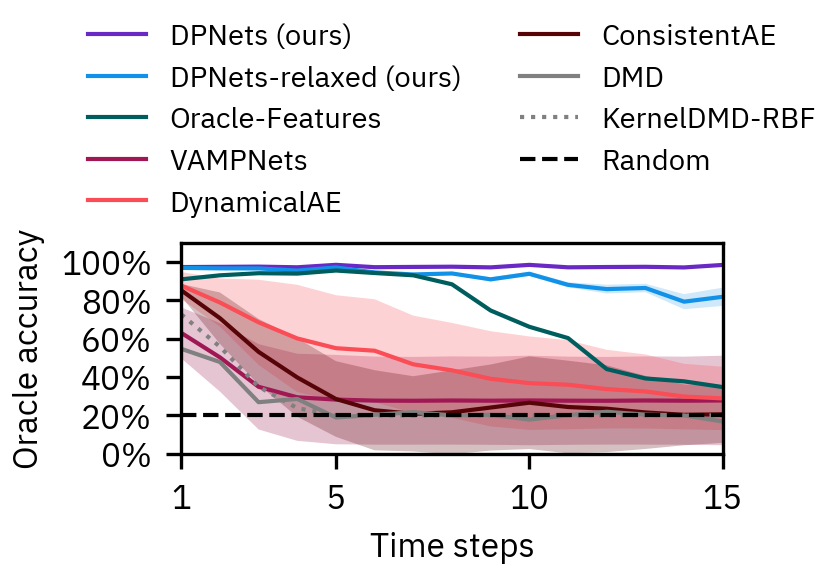 DPNets (ours)
DPNets-relaxed (ours)
Oracle-Features
VAMPNets
DynamicalAE
ConsistentAE
DMD
KernelDMD-RBF
Random
Oracle accuracy
100%
80%
60%
40%
20%
0%
1
5
10
15
Time steps